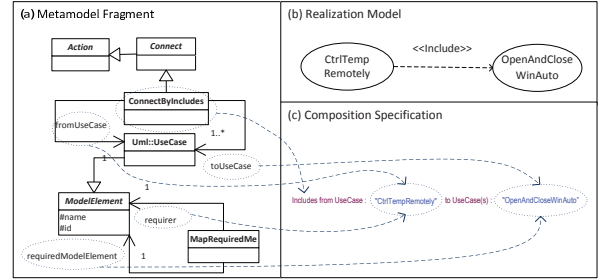 (a) Metamodel Fragment
Action
Connect
ConnectByIncludes
fromUseCase
1..*
Uml::UseCase
1
toUseCase
1
ModelElement
#name
#id
requirer
MapRequiredMe
requiredModelElement
1
(b) Realization Model
CtrlTemp
Remotely
<<Include>>
OpenAndClose
WinAuto
(c) Composition Specification
Includes from UseCase : "CtrlTempRemotely" to UseCase(s) : "OpenAndCloseWinAuto"